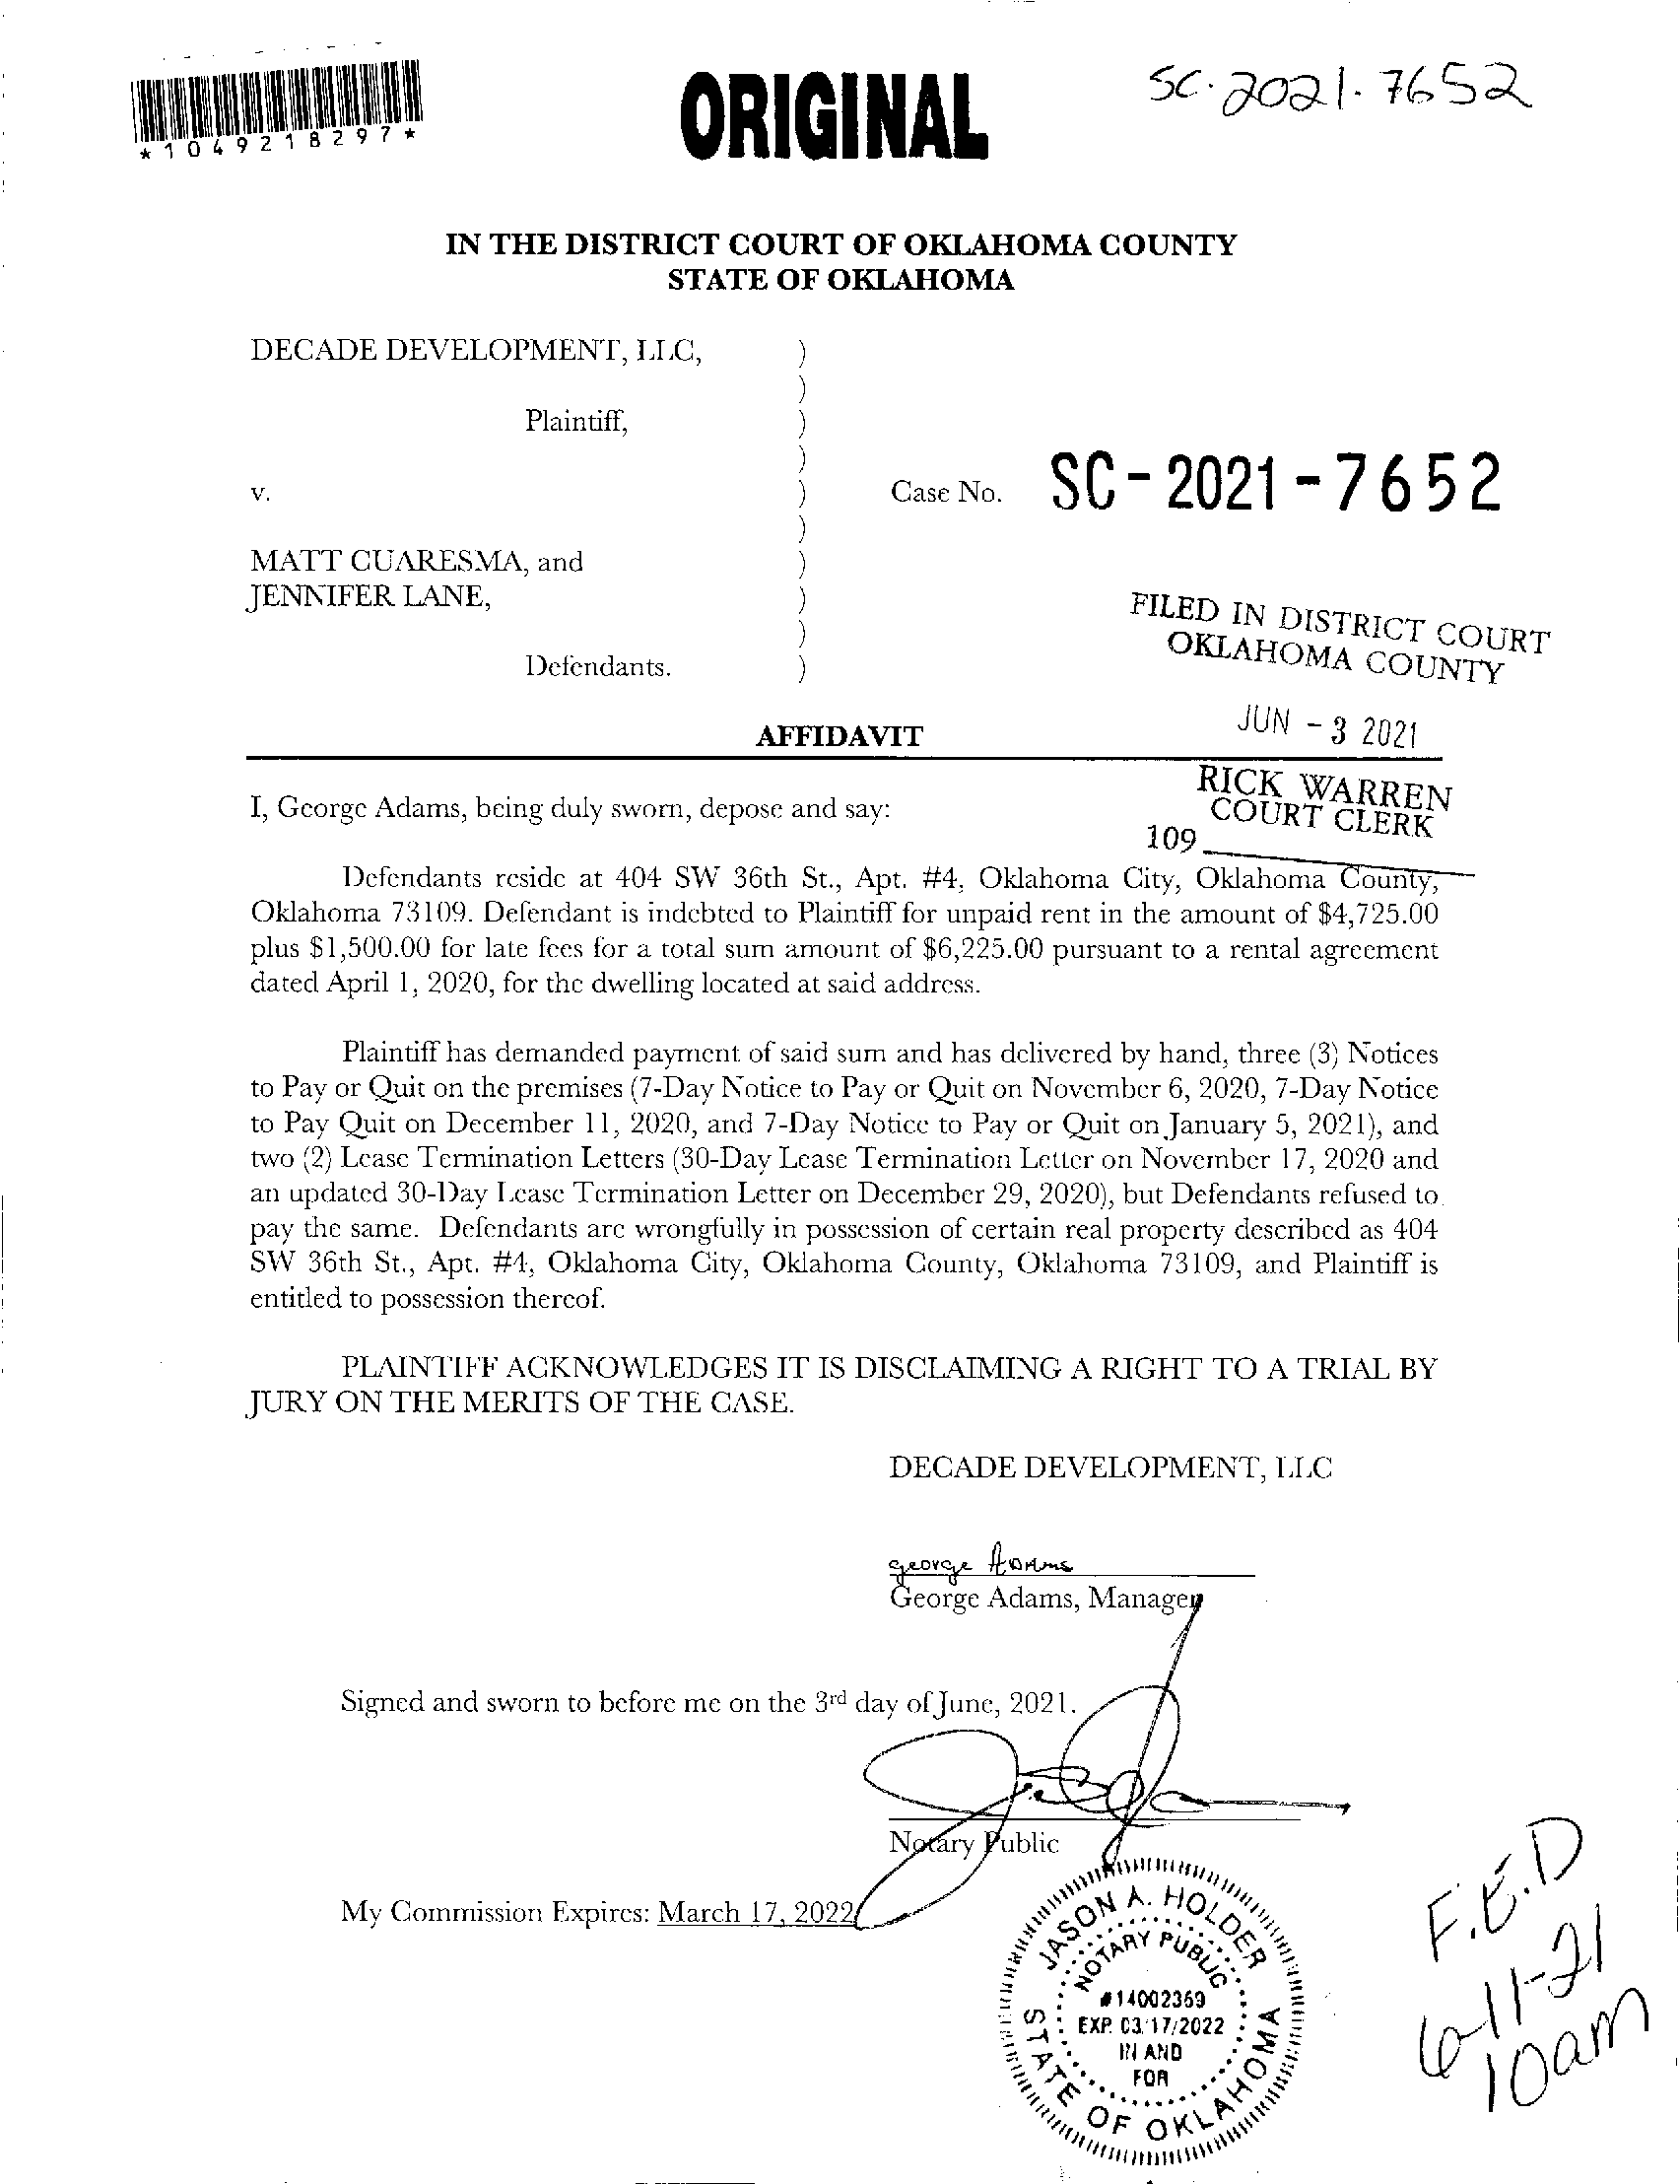 SC-2021-7652
ORIGINAL
*1049218297*
IN THE DISTRICT COURT OF OKLAHOMA COUNTY
STATE OF OKLAHOMA
DECADE DEVELOPMENT, LLC, )
)
Plaintiff, )
)
v. ) Case No. SC-2021-7652
)
MATT CUARESMA, and )
JENNIFER LANE, )
)
Defendants. )
FILED IN DISTRICT COURT
OKLAHOMA COUNTY
JUN - 3 2021
RICK WARREN
COURT CLERK
109
AFFIDAVIT
I, George Adams, being duly sworn, depose and say:
Defendants reside at 404 SW 36th St., Apt. #4, Oklahoma City, Oklahoma County,
Oklahoma 73109. Defendant is indebted to Plaintiff for unpaid rent in the amount of $4,725.00
plus $1,500.00 for late fees for a total sum amount of $6,225.00 pursuant to a rental agreement
dated April 1, 2020, for the dwelling located at said address.
Plaintiff has demanded payment of said sum and has delivered by hand, three (3) Notices
to Pay or Quit on the premises (7-Day Notice to Pay or Quit on November 6, 2020, 7-Day Notice
to Pay Quit on December 11, 2020, and 7-Day Notice to Pay or Quit on January 5, 2021), and
two (2) Lease Termination Letters (30-Day Lease Termination Letter on November 17, 2020 and
an updated 30-Day Lease Termination Letter on December 29, 2020), but Defendants refused to
pay the same. Defendants are wrongfully in possession of certain real property described as 404
SW 36th St., Apt. #4, Oklahoma City, Oklahoma County, Oklahoma 73109, and Plaintiff is
entitled to possession thereof.
PLAINTIFF ACKNOWLEDGES IT IS DISCLAIMING A RIGHT TO A TRIAL BY
JURY ON THE MERITS OF THE CASE.
DECADE DEVELOPMENT, LLC
george Adams
George Adams, Manager
Signed and sworn to before me on the 3rd day of June, 2021.
Notary Public
My Commission Expires: March 17, 2022
JASON A. HOLDER
NOTARY PUBLIC
#14002369
EXP. 03/17/2022
IN AND
FOR
STATE OF OKLAHOMA
F.E.D
6-11-21
10am